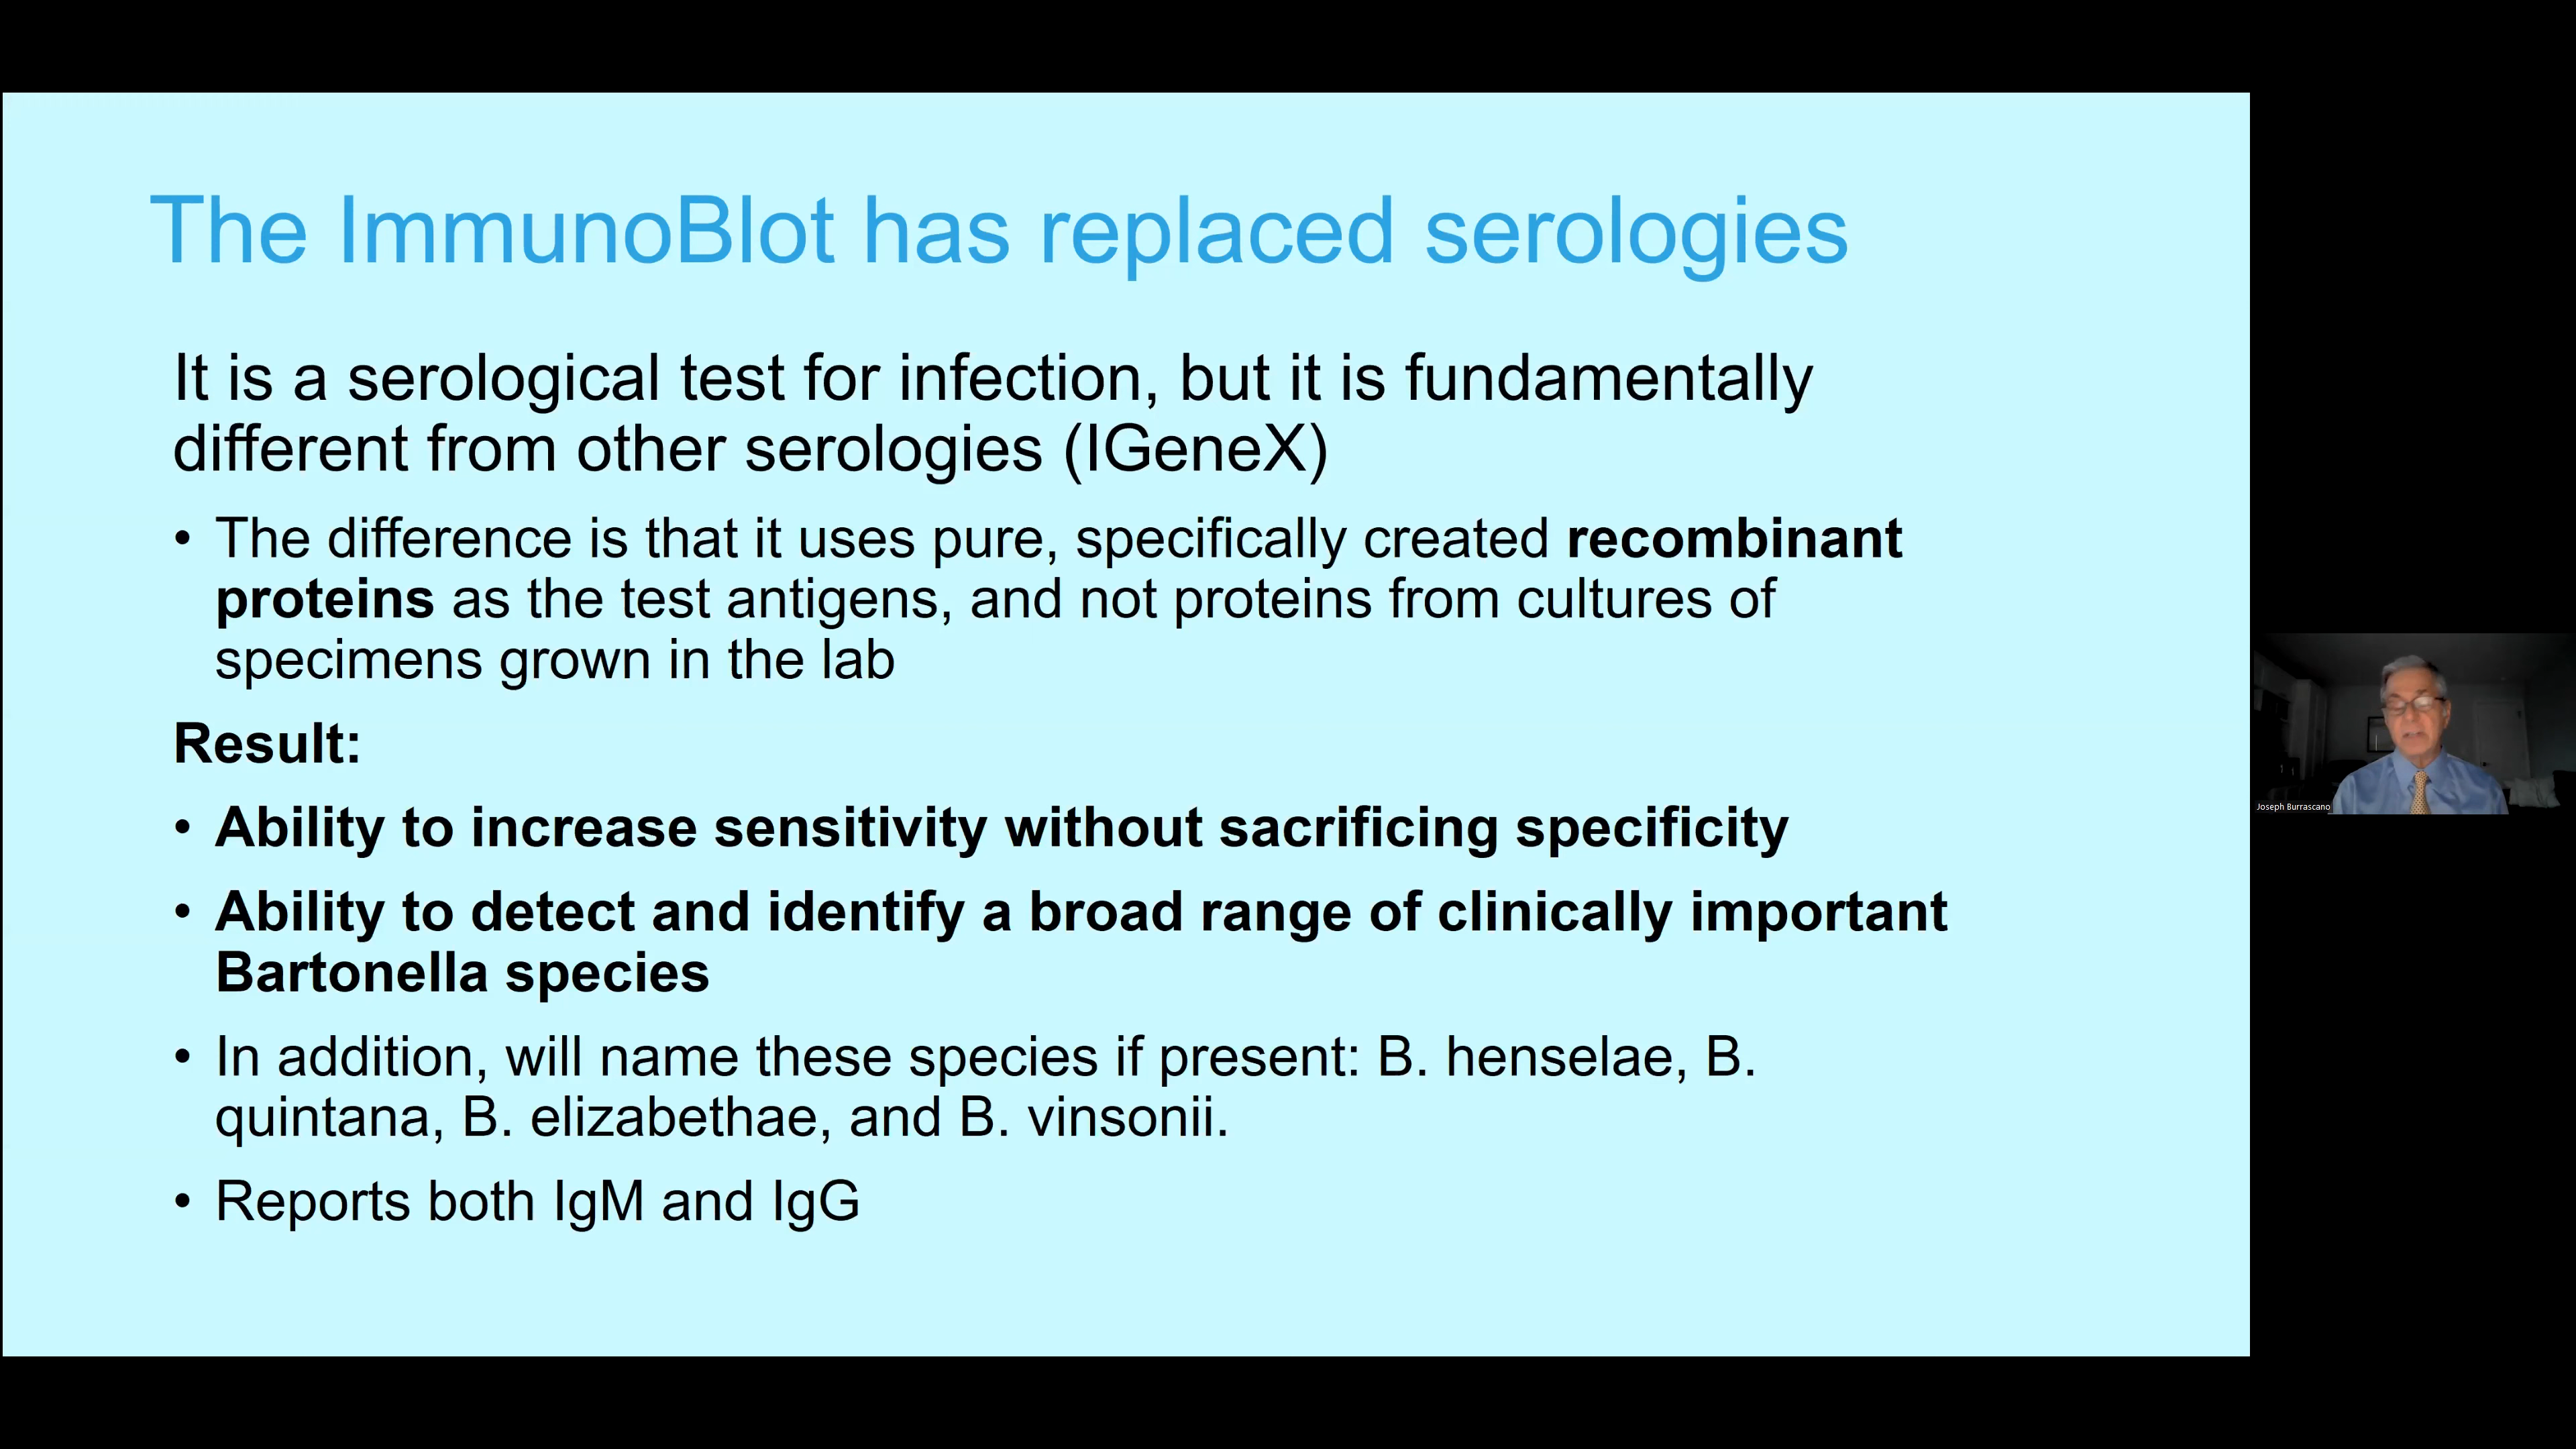 The ImmunoBlot has replaced serologies
It is a serological test for infection, but it is fundamentally
different from other serologies (IGeneX)
• The difference is that it uses pure, specifically created recombinant
proteins as the test antigens, and not proteins from cultures of
specimens grown in the lab
Result:
• Ability to increase sensitivity without sacrificing specificity
• Ability to detect and identify a broad range of clinically important
Bartonella species
• In addition, will name these species if present: B. henselae, B.
quintana, B. elizabethae, and B. vinsonii.
• Reports both IgM and IgG
Joseph Burrascano